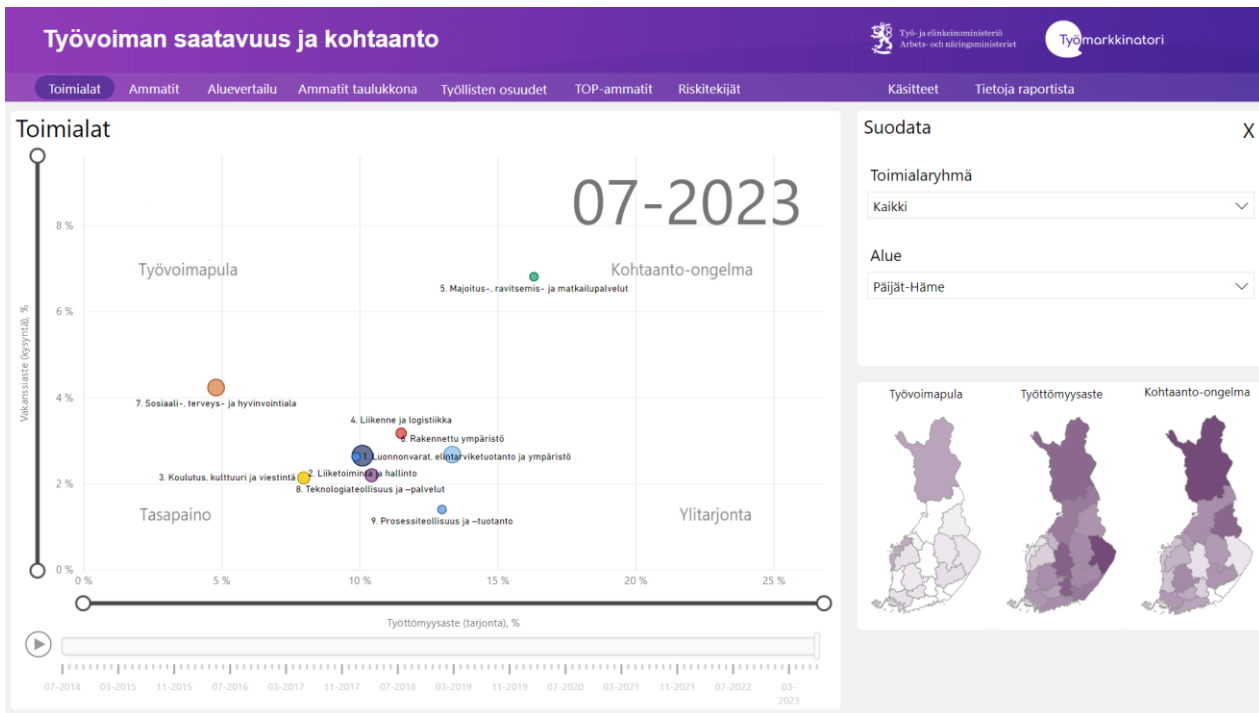 Työvoiman saatavuus ja kohtaanto
Työ- ja elinkeinoministeriö
Arbets- och näringsministeriet
Työmarkkinatori
Toimialat
Ammatit
Aluevertailu
Ammatit taulukkona
Työllisten osuudet
TOP-ammatit
Riskitekijät
Käsitteet
Tietoja raportista
Toimialat
07-2023
8 %
6 %
4 %
2 %
0 %
Vakanssiaste (kysyntä), %
Työvoimapula
Kohtaanto-ongelma
5. Majoitus-, ravitsemis- ja matkailupalvelut
7. Sosiaali-, terveys- ja hyvinvointiala
4. Liikenne ja logistiikka
6. Rakennettu ympäristö
1. Luonnonvarat, elintarviketuotanto ja ympäristö
3. Koulutus, kulttuuri ja viestintä
2. Liiketoiminta ja hallinto
8. Teknologiateollisuus ja –palvelut
9. Prosessiteollisuus ja –tuotanto
Tasapaino
Ylitarjonta
0 %
5 %
10 %
15 %
20 %
25 %
Työttömyysaste (tarjonta), %
07-2014
03-2015
11-2015
07-2016
03-2017
11-2017
07-2018
03-2019
11-2019
07-2020
03-2021
11-2021
07-2022
03-
2023
Suodata
X
Toimialaryhmä
Kaikki
Alue
Päijät-Häme
Työvoimapula
Työttömyysaste
Kohtaanto-ongelma